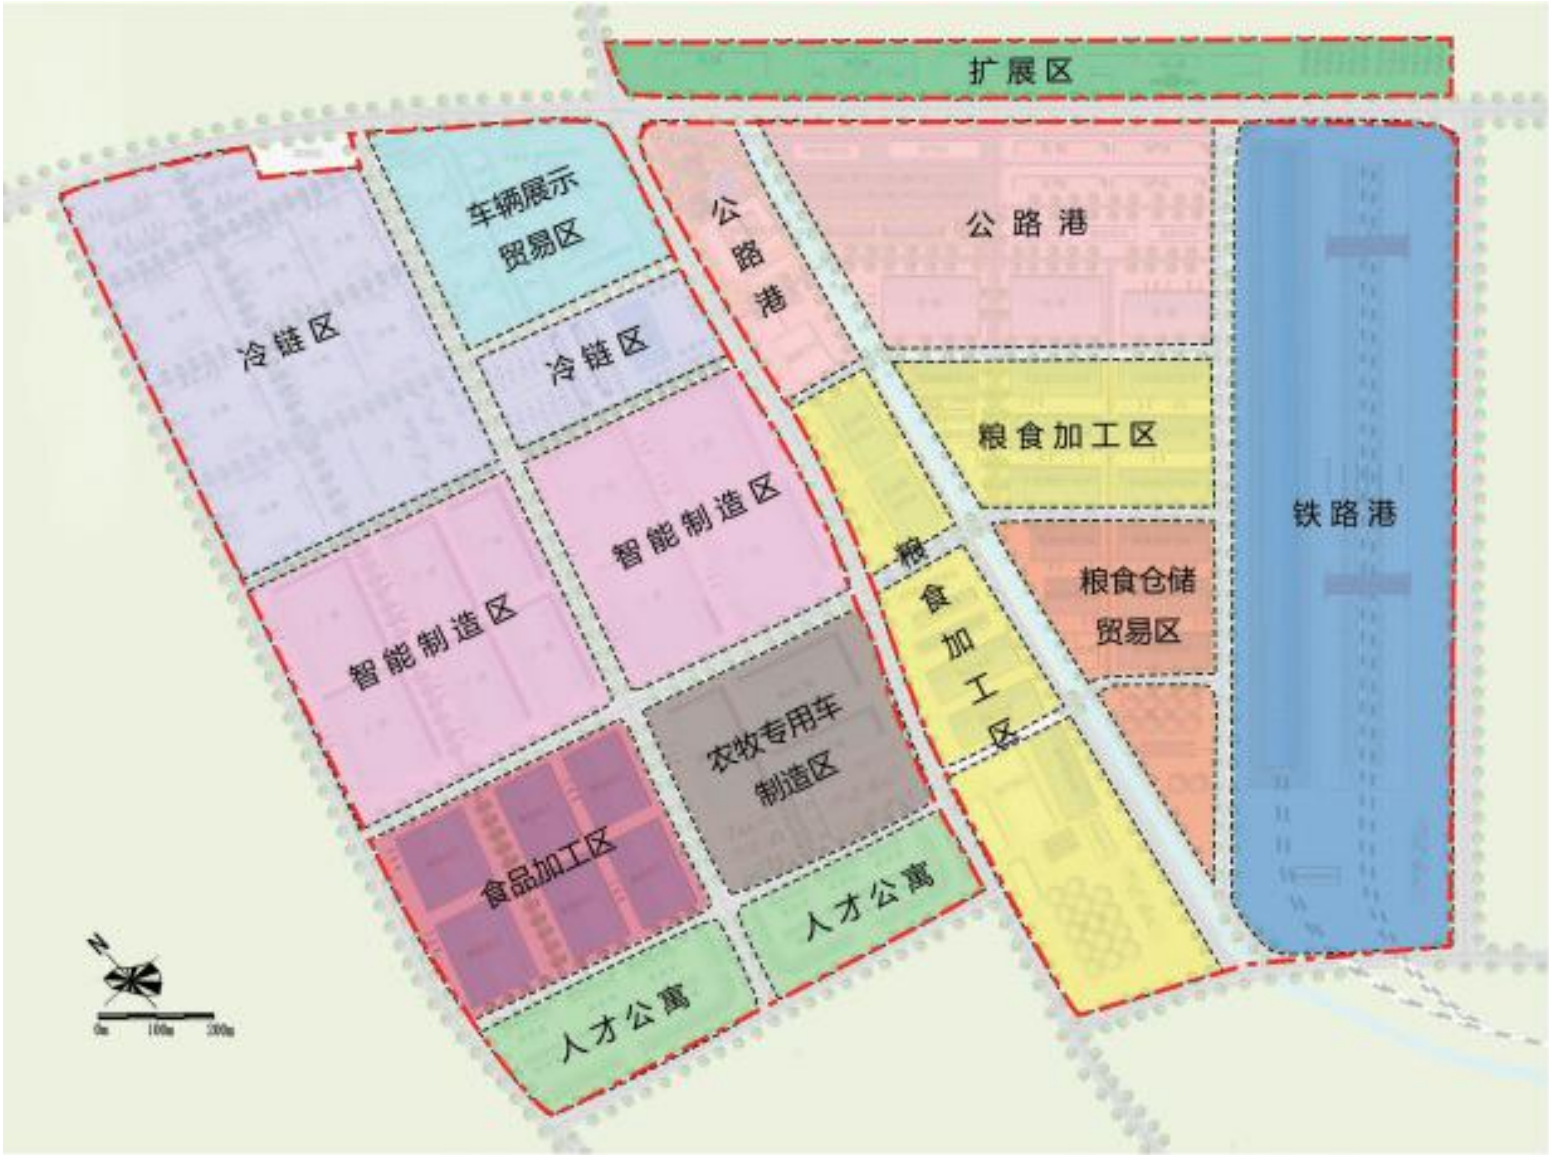 扩展区
车辆展示
贸易区
公路港
公路港
冷链区
冷链区
粮食加工区
智能制造区
铁路港
粮食仓储
贸易区
智能制造区
粮食加工区
农牧专用车
制造区
食品加工区
人才公寓
人才公寓
N
0m 100m 200m